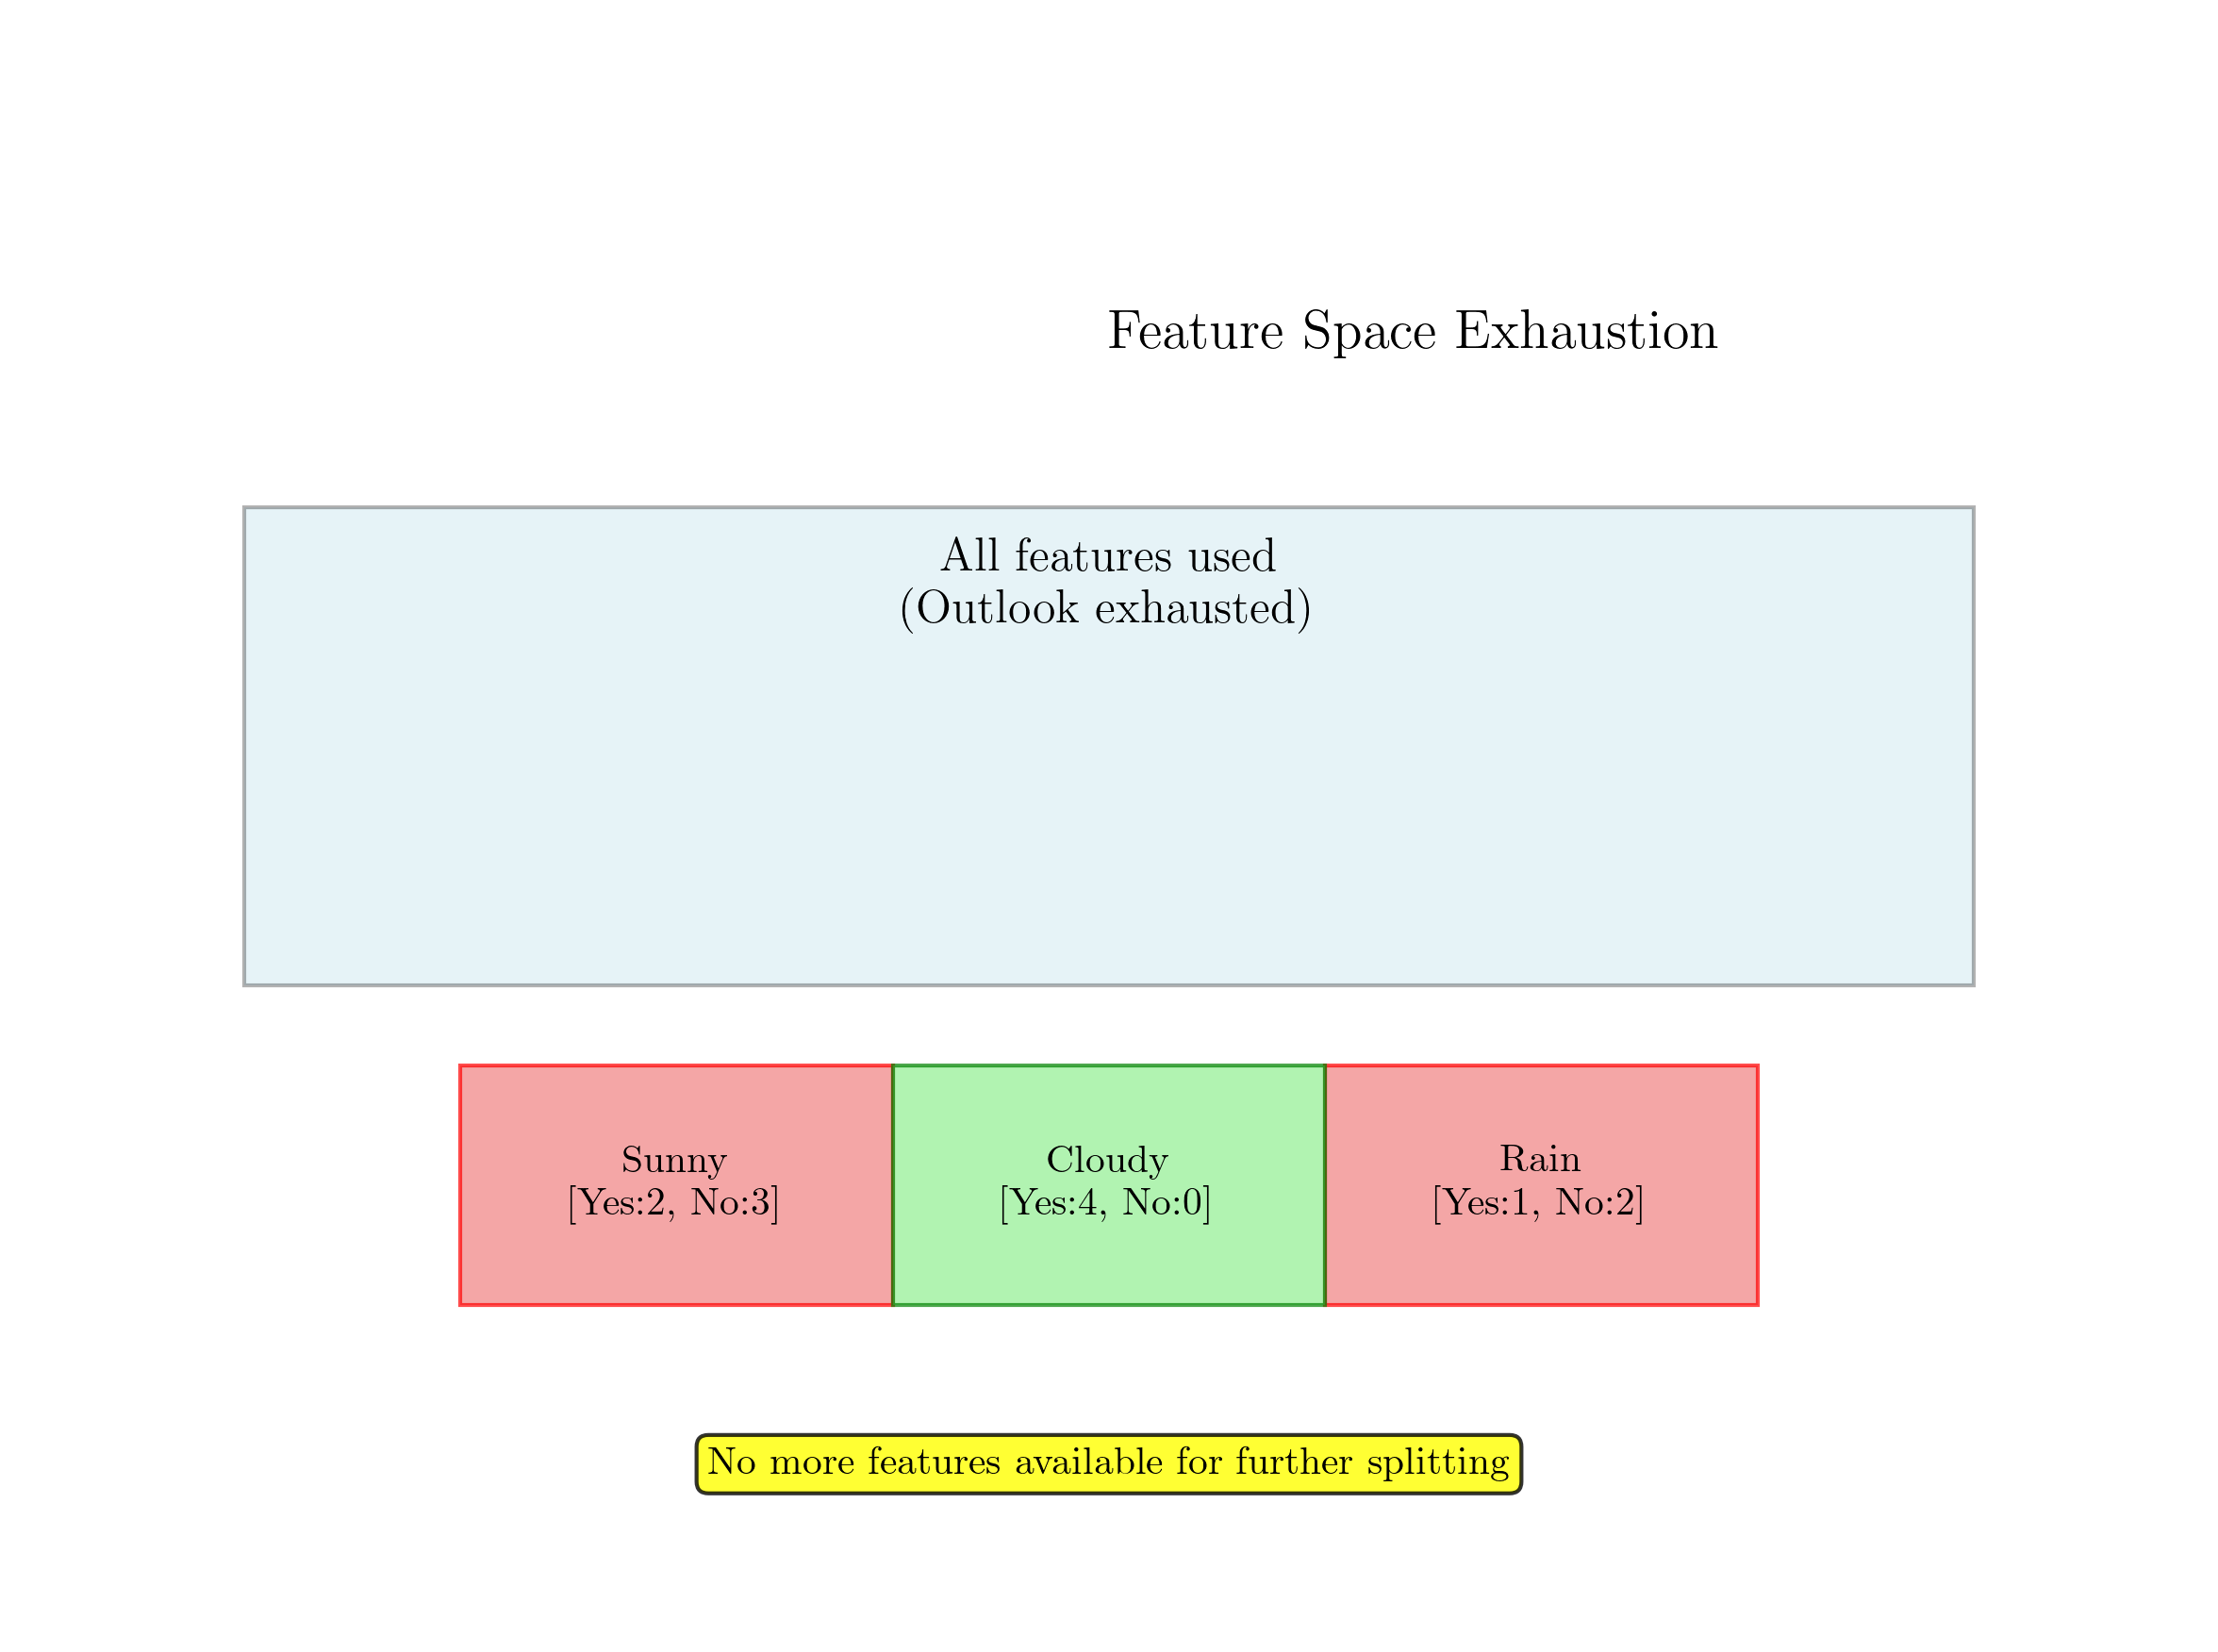 Feature Space Exhaustion
All features used
(Outlook exhausted)
Sunny
[Yes:2, No:3]
Cloudy
[Yes:4, No:0]
Rain
[Yes:1, No:2]
No more features available for further splitting